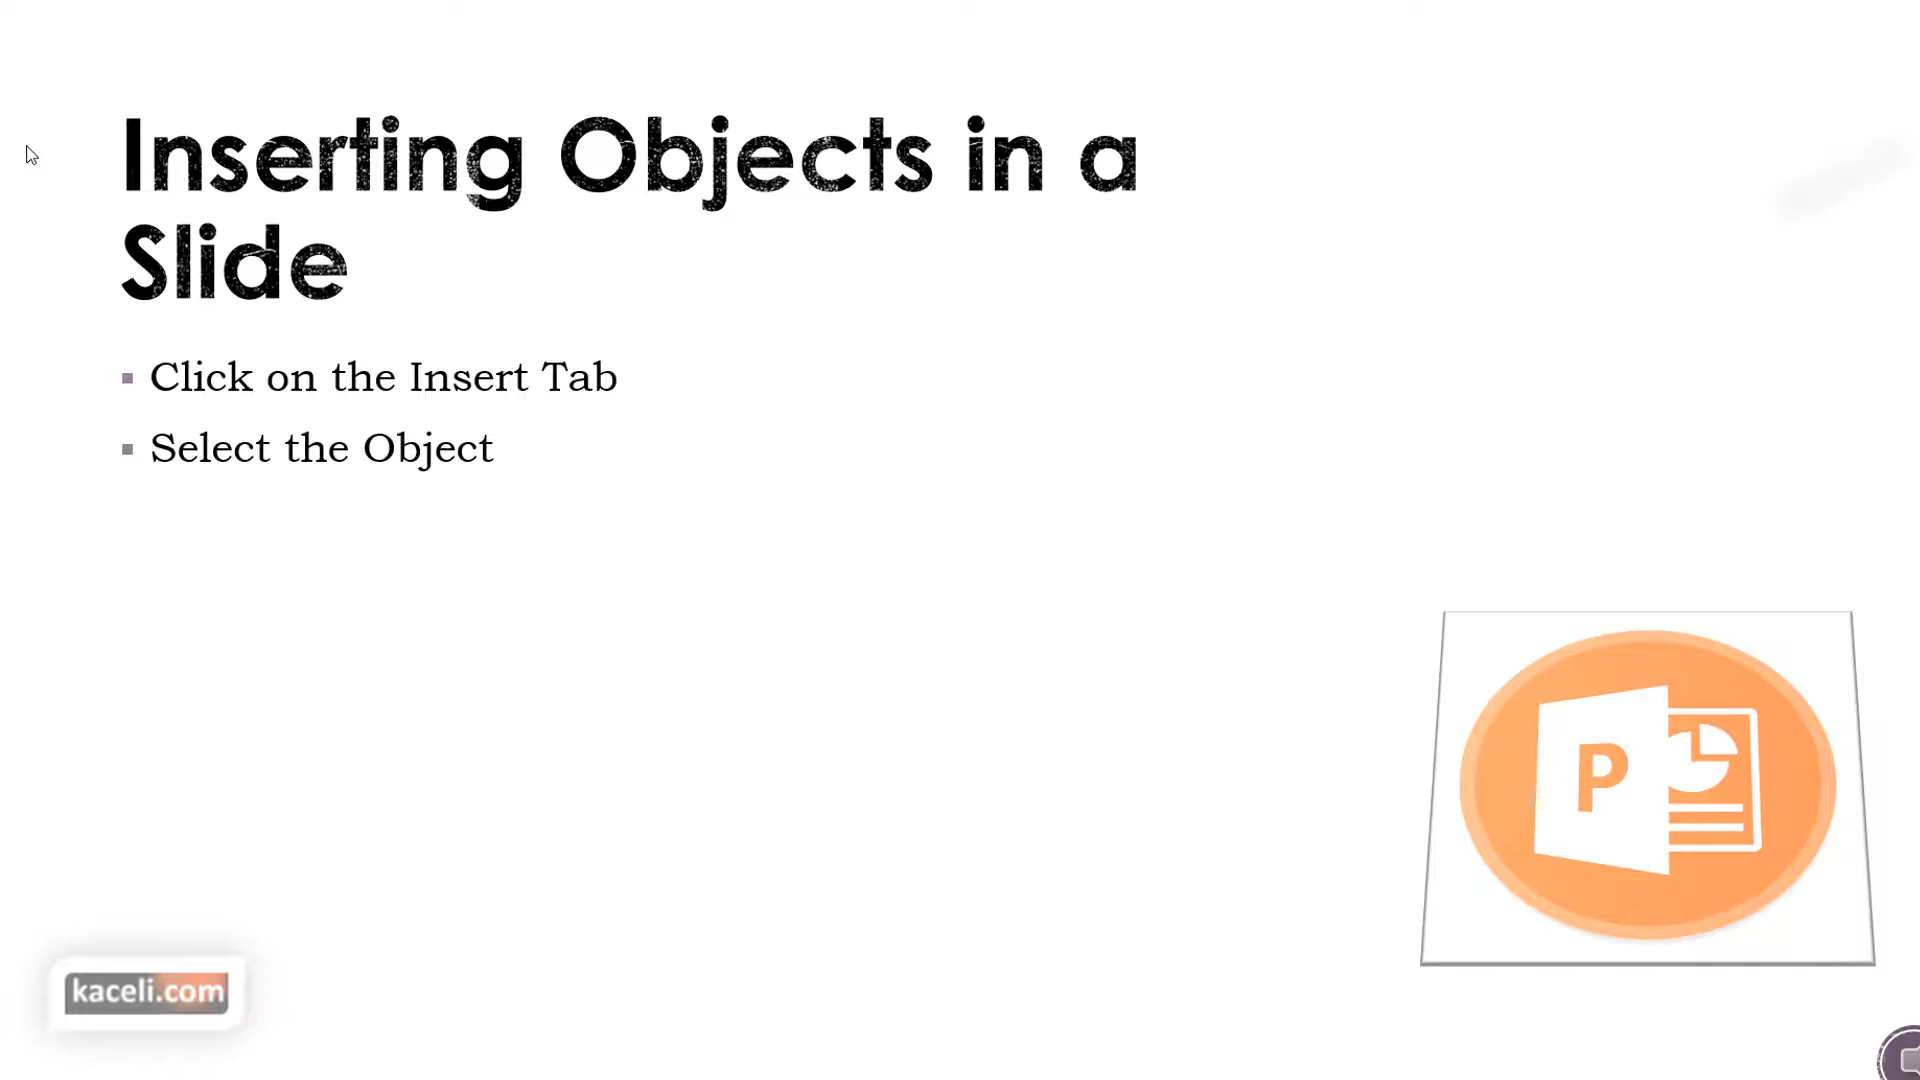 Inserting Objects in a
Slide
Click on the Insert Tab
Select the Object
P
kaceli.com